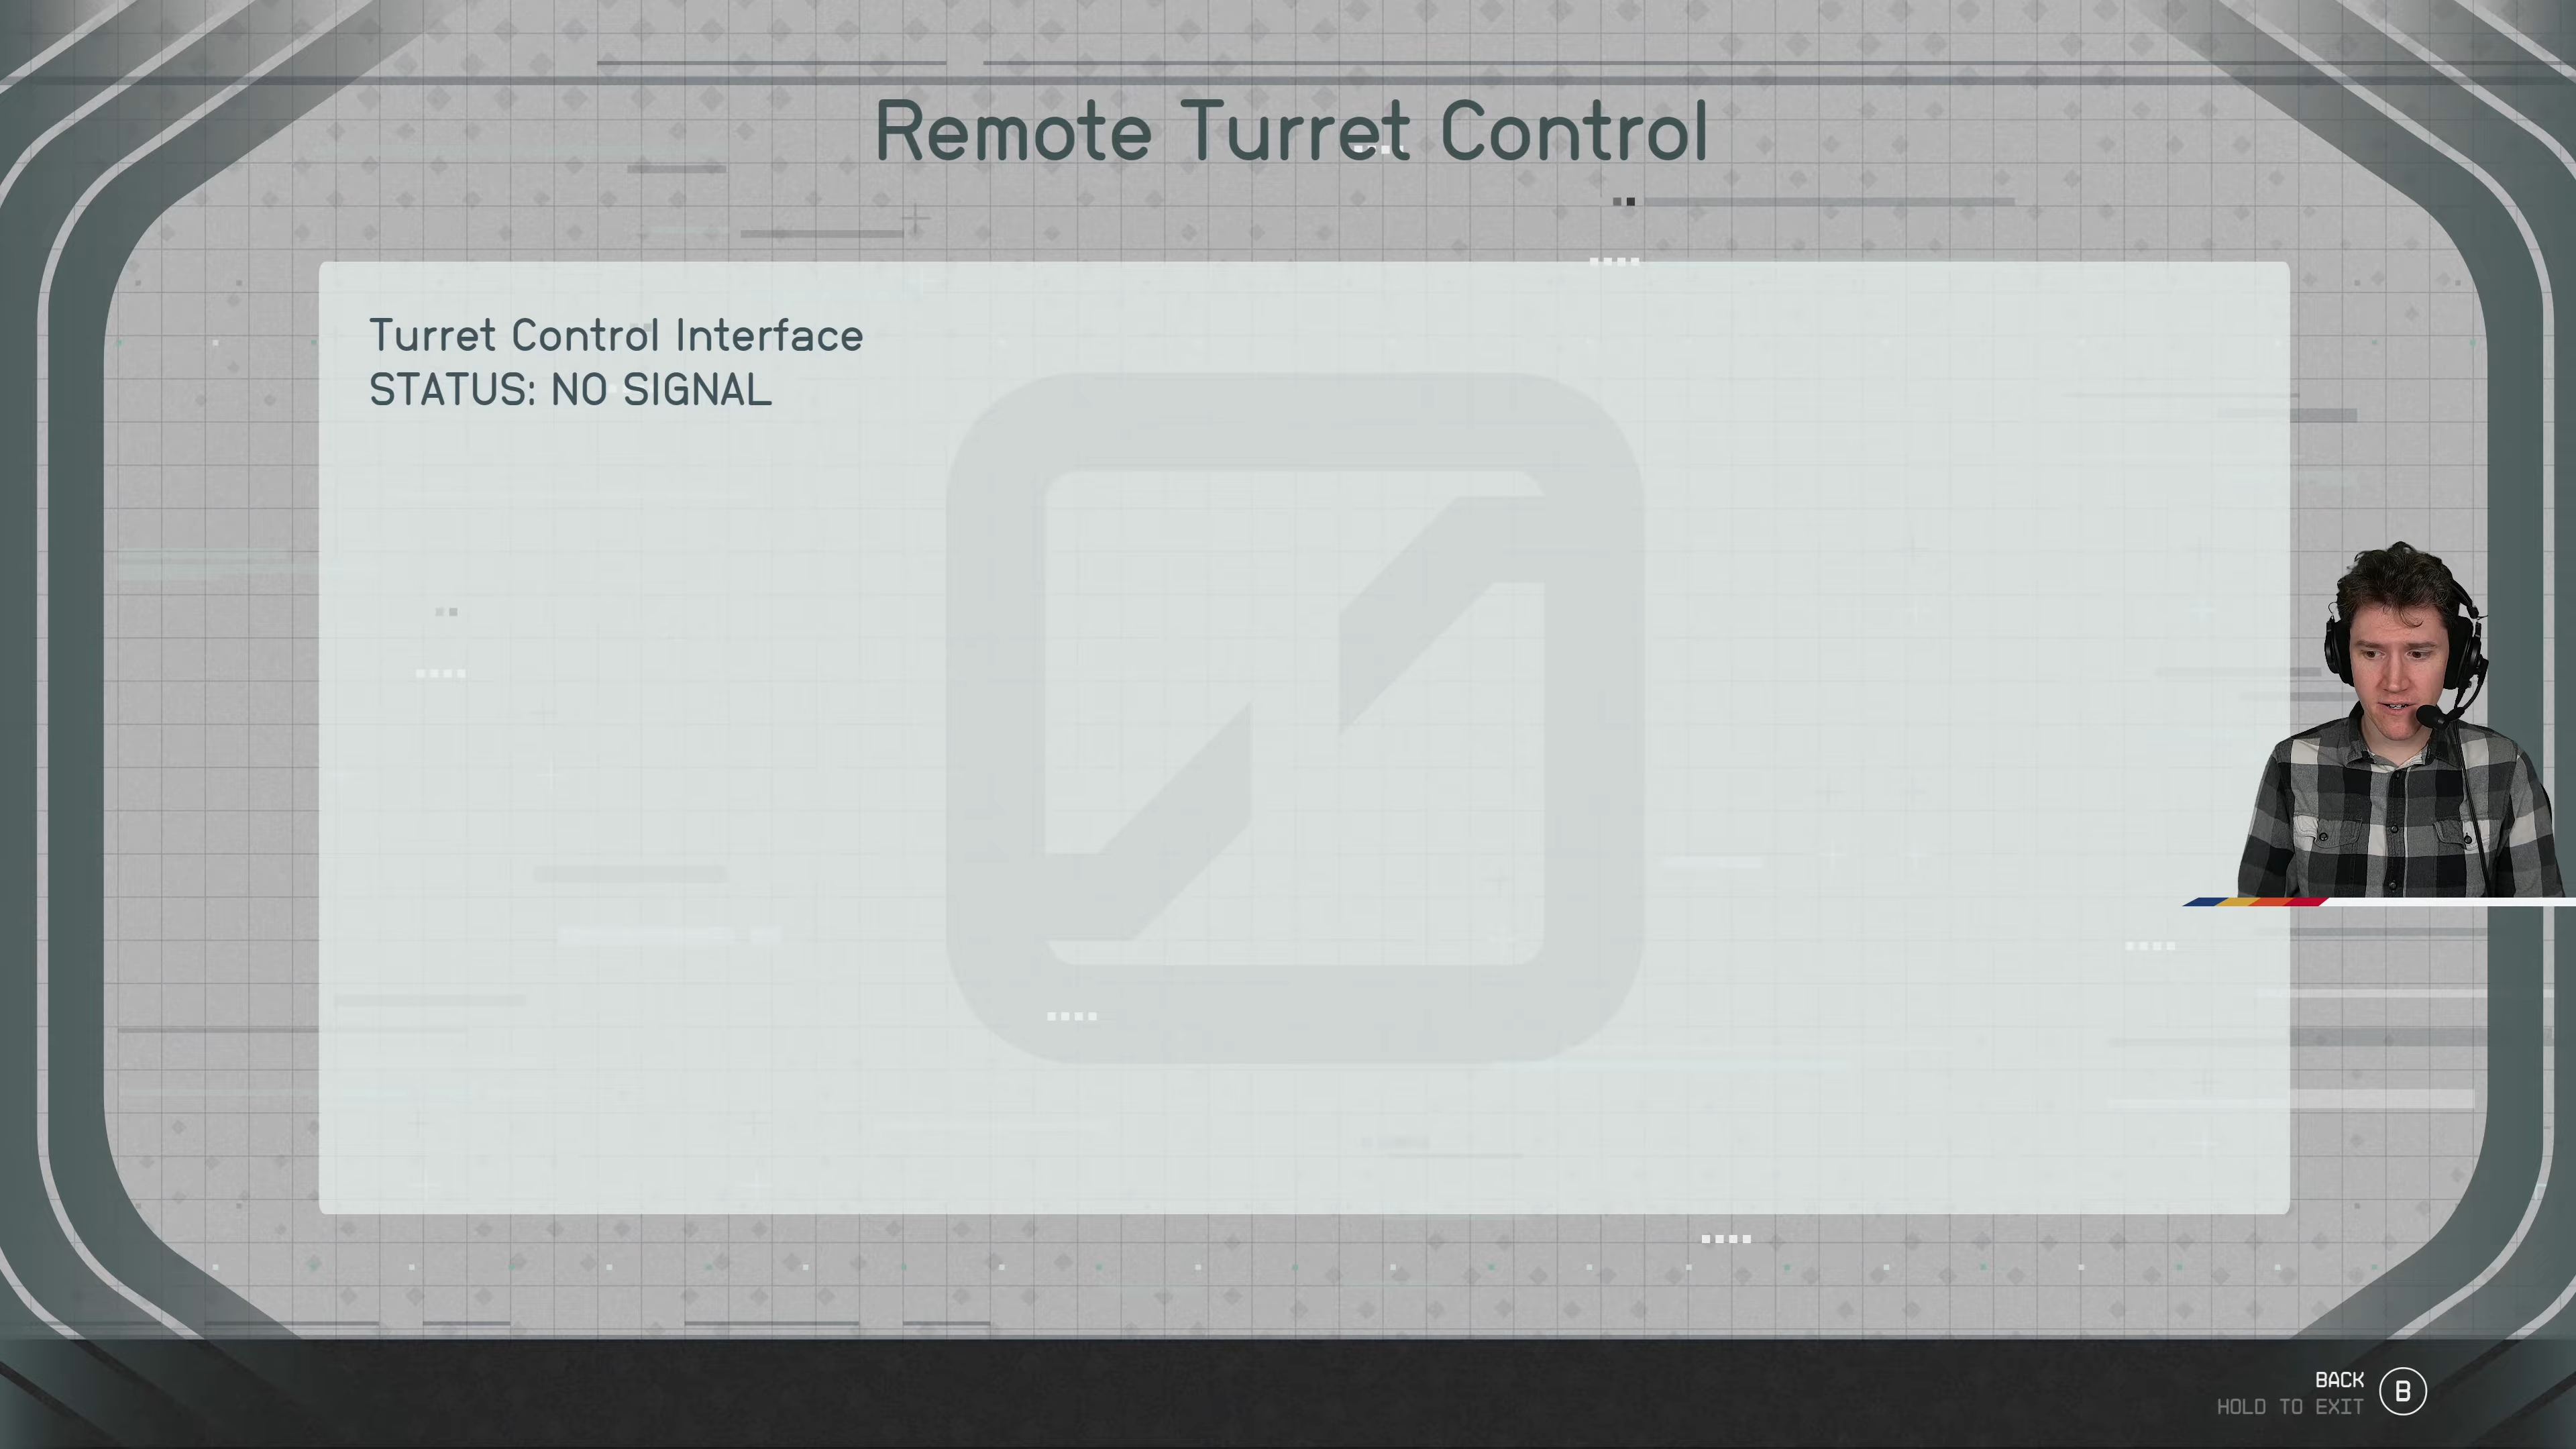 Remote Turret Control
Turret Control Interface
STATUS: NO SIGNAL
BACK
HOLD TO EXIT
B